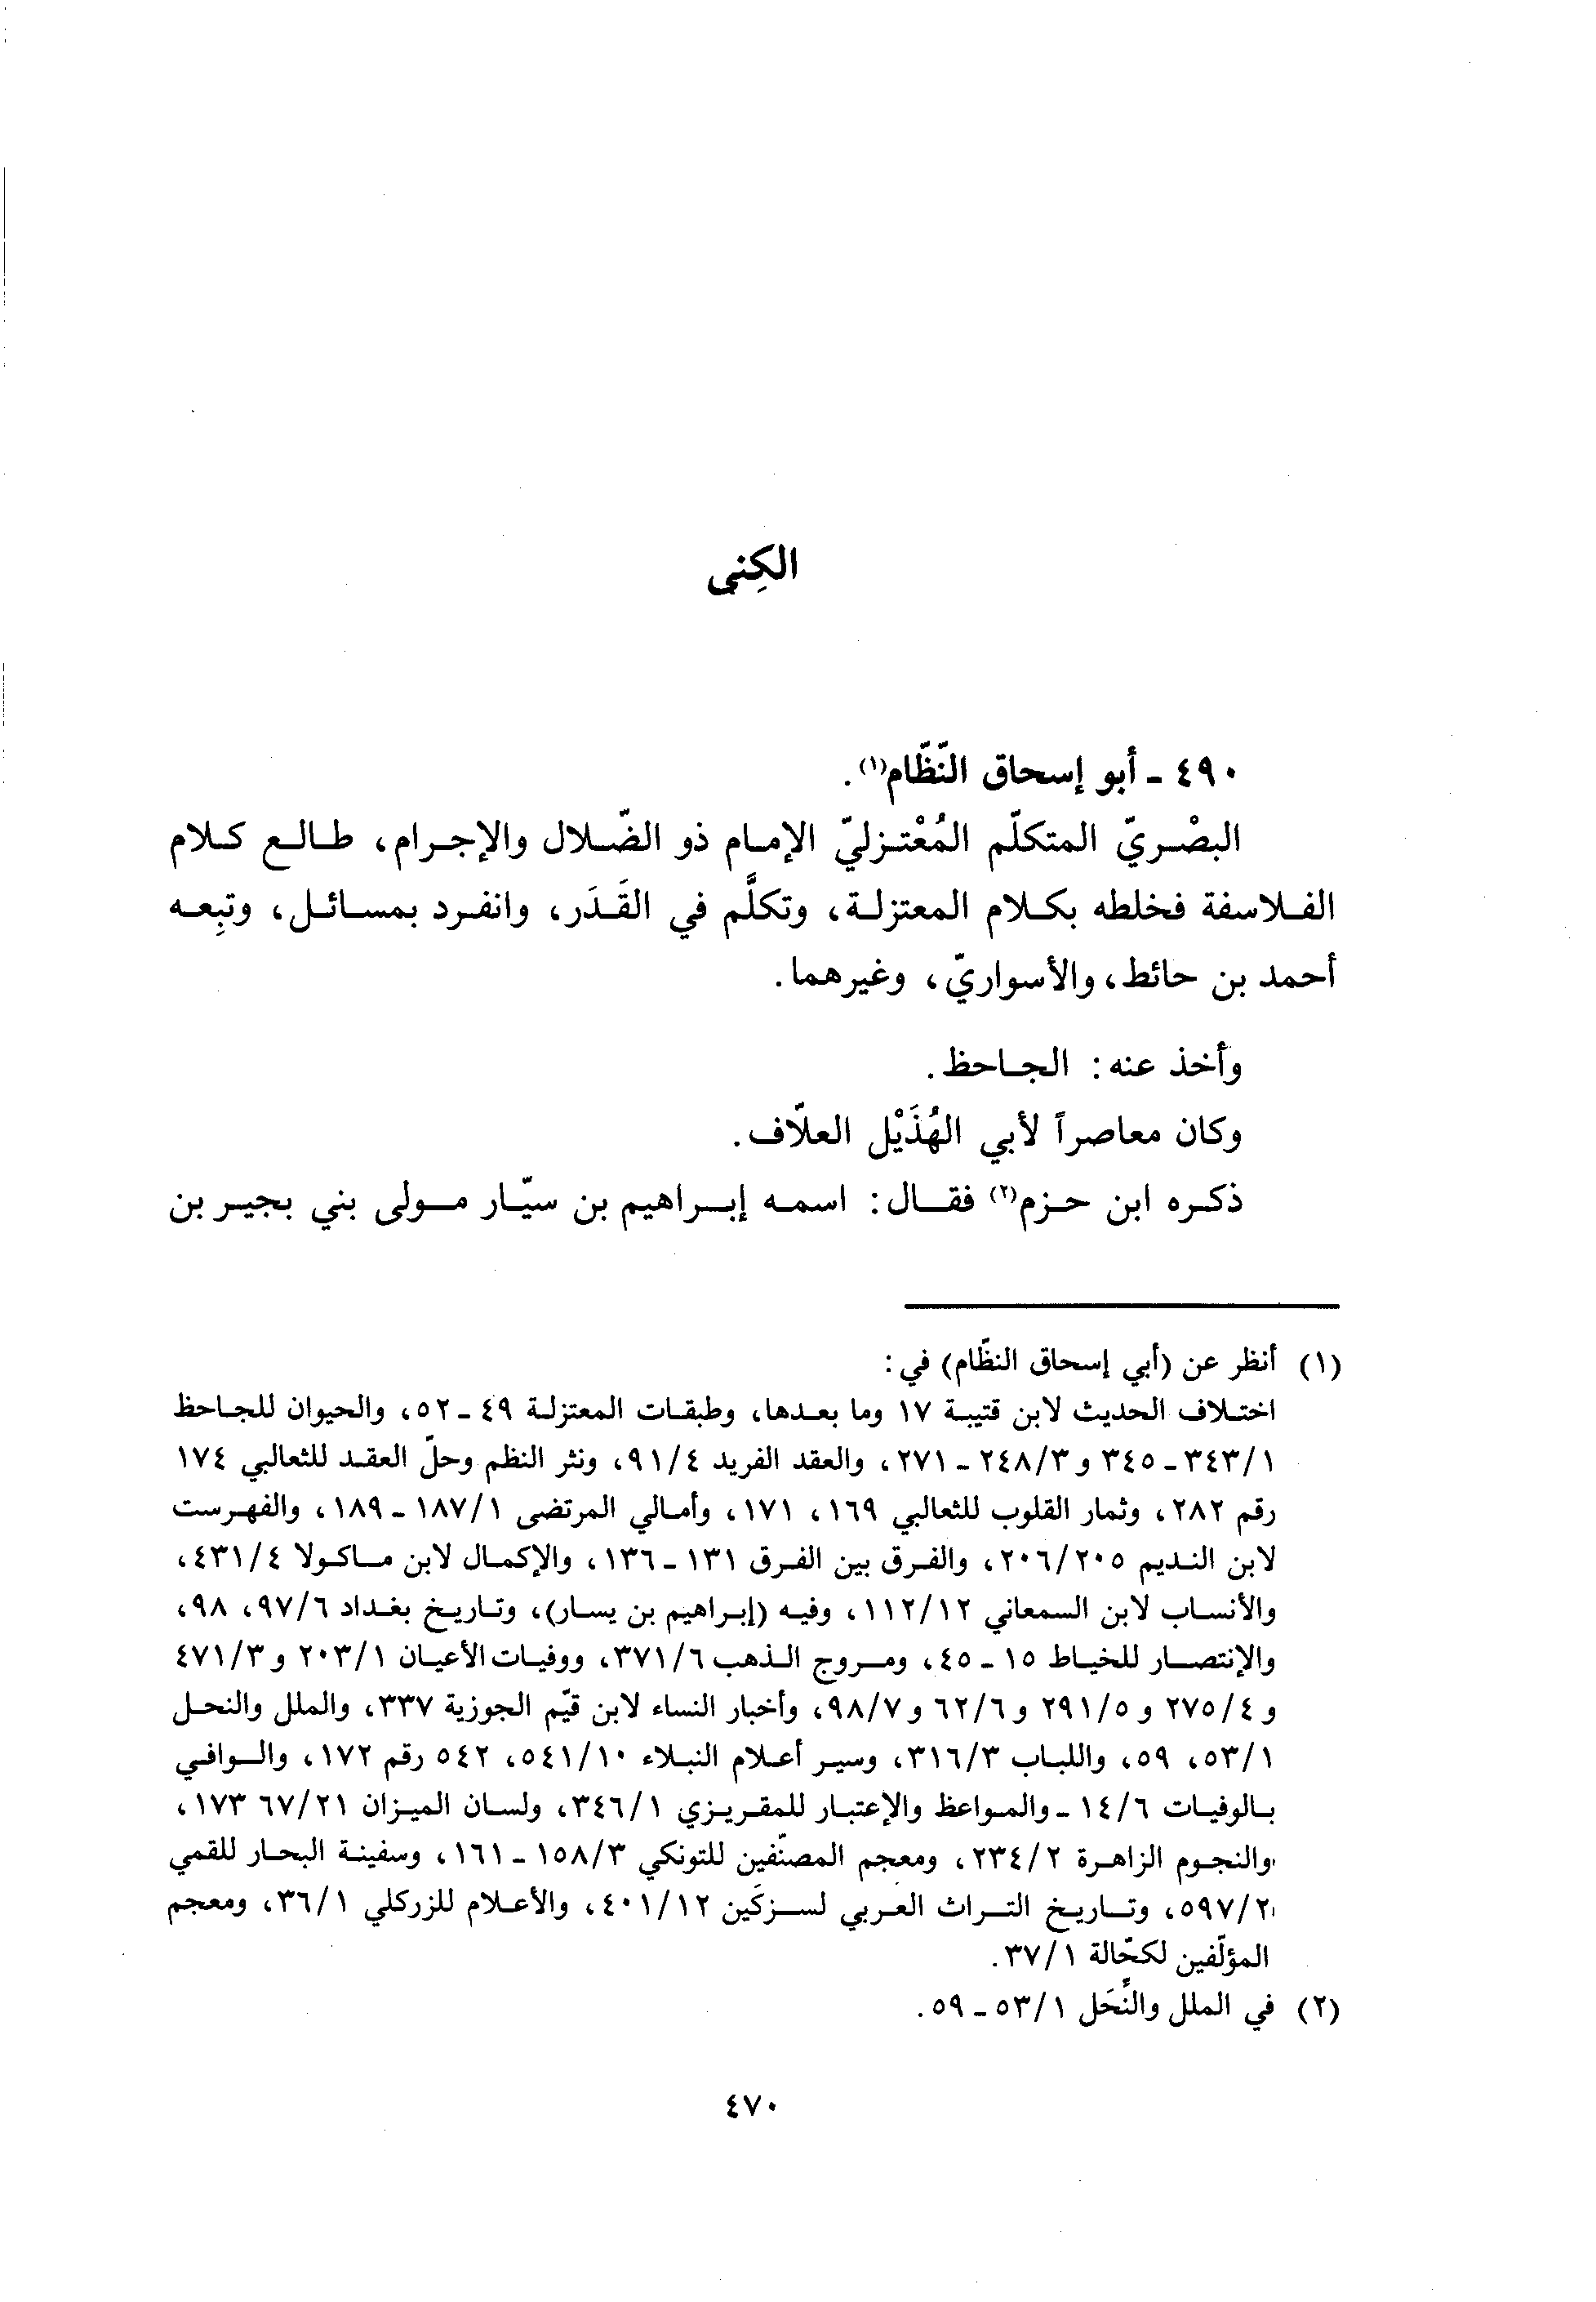 الكِنى
٤٩٠ - أبو إسحاق النّظّام(١).
البصْريّ المتكلّم المُعْتزليّ الإمام ذو الضّلال والإجرام، طالع كلام
الفلاسفة فخلطه بكلام المعتزلة، وتكلَّم في القَدَر، وانفرد بمسائل، وتبِعه
أحمد بن حائط، والأسواريّ، وغيرهما.
وأخذ عنه: الجاحظ.
وكان معاصراً لأبي الهُذَيْل العلّاف.
ذكره ابن حزم(٢) فقال: اسمه إبراهيم بن سيّار مولى بني بجير بن
(١) أنظر عن (أبي إسحاق النظّام) في:
اختلاف الحديث لابن قتيبة ١٧ وما بعدها، وطبقات المعتزلة ٤٩ - ٥٢، والحيوان للجاحظ
٣٤٣/١ - ٣٤٥ و ٢٤٨/٣ - ٢٧١، والعقد الفريد ٩١/٤، ونثر النظم وحلّ العقد للثعالبي ١٧٤
رقم ٢٨٢، وثمار القلوب للثعالبي ١٦٩، ١٧١، وأمالي المرتضى ١٨٧/١ - ١٨٩، والفهرست
لابن النديم ٢٠٦/٢٠٥، والفرق بين الفرق ١٣١ - ١٣٦، والإكمال لابن ماكولا ٤٣١/٤،
والأنساب لابن السمعاني ١١٢/١٢، وفيه (إبراهيم بن يسار)، وتاريخ بغداد ٩٧/٦، ٩٨،
والإنتصار للخياط ١٥ - ٤٥، ومروج الذهب ٣٧١/٦، ووفيات الأعيان ٢٠٣/١ و ٤٧١/٣
و ٢٧٥/٤ و ٢٩١/٥ و ٦٢/٦ و ٩٨/٧، وأخبار النساء لابن قيّم الجوزية ٣٣٧، والملل والنحل
٥٣/١، ٥٩، واللباب ٣١٦/٣، وسير أعلام النبلاء ٥٤١/١٠، ٥٤٢ رقم ١٧٢، والوافي
بالوفيات ١٤/٦ - والمواعظ والإعتبار للمقريزي ٣٤٦/١، ولسان الميزان ٦٧/٢١ ١٧٣،
والنجوم الزاهرة ٢٣٤/٢، ومعجم المصنّفين للتونكي ١٥٨/٣ - ١٦١، وسفينة البحار للقمي
٥٩٧/٢، وتاريخ التراث العربي لسزكَين ٤٠١/١٢، والأعلام للزركلي ٣٦/١، ومعجم
المؤلّفين لكحّالة ٣٧/١.
(٢) في الملل والنَّحَل ٥٣/١ - ٥٩.
٤٧٠